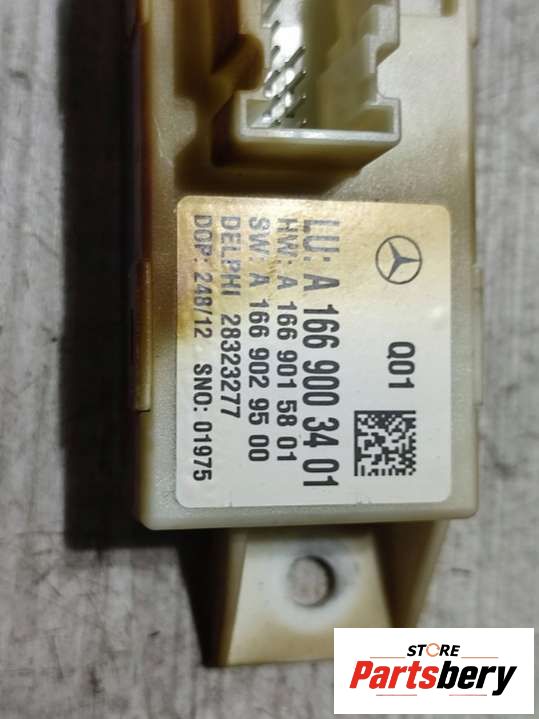 Q01
LU: A 166 900 34 01
HW: A 166 901 58 01
SW: A 166 902 95 00
DELPHI 28323277
DOP: 248/12 SNO: 01975
STORE
Partsbery